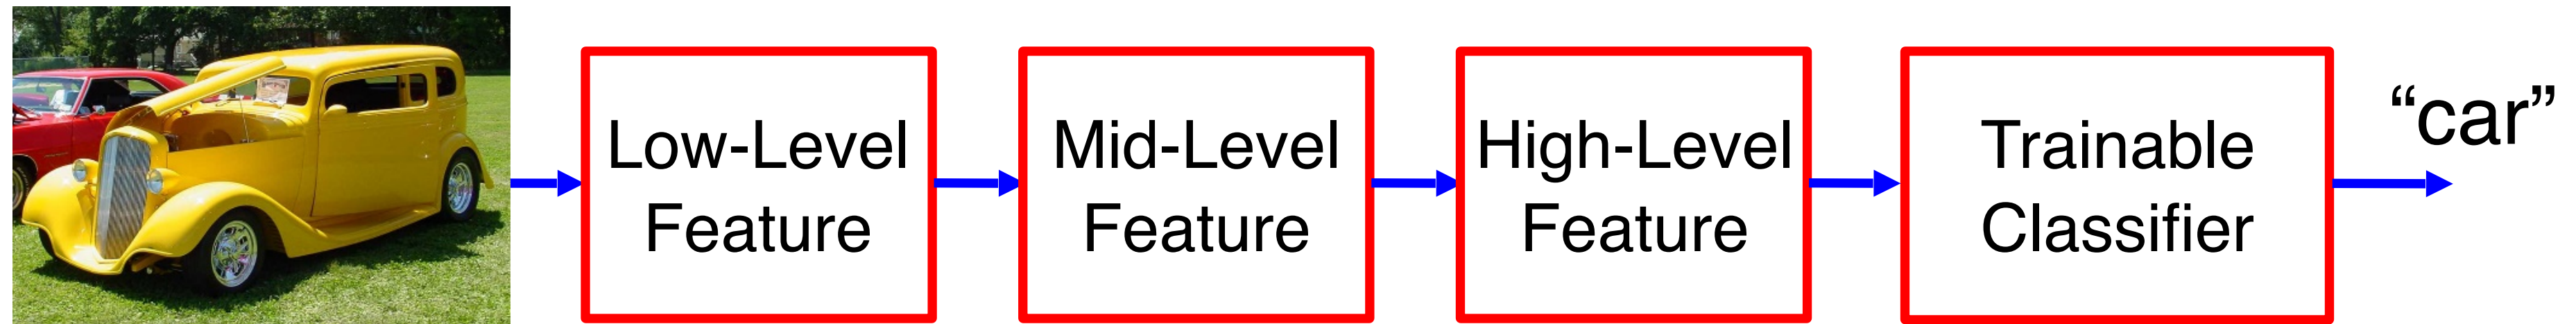 Low-Level
Feature
Mid-Level
Feature
High-Level
Feature
Trainable
Classifier
“car”